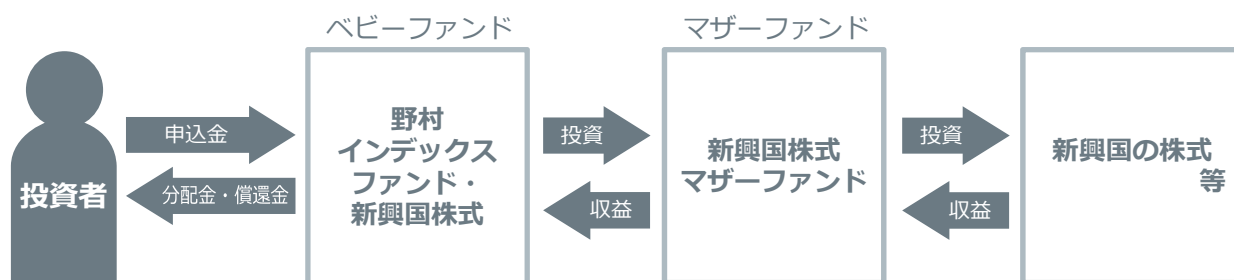 ベビーファンド
マザーファンド
投資者
申込金
分配金・償還金
野村
インデックス
ファンド・
新興国株式
投資
収益
新興国株式
マザーファンド
投資
収益
新興国の株式
等